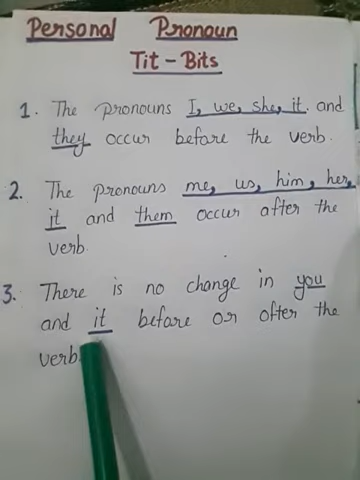 Personal Pronoun
Tit-Bits
1. The pronouns I, we, she, it and
they occur before the verb.
2. The pronouns me, us, him, her,
it and them occur after the
verb
3. There is no change in you
and it before or after the
verb.